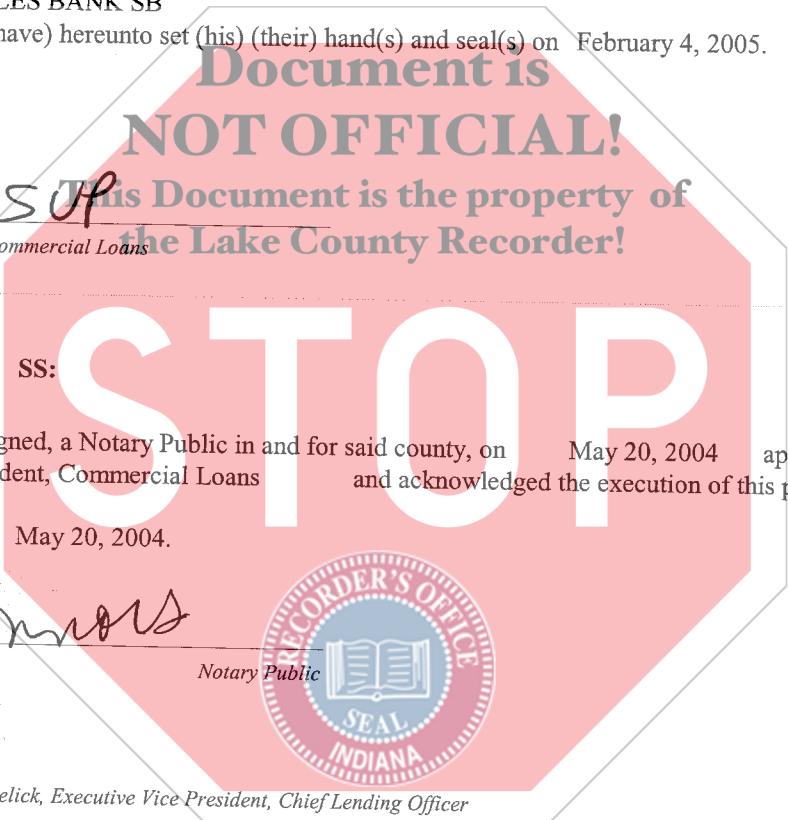 LES BANK SB
have) hereunto set (his) (their) hand(s) and seal(s) on February 4, 2005.
Document is
NOT OFFICIAL!
This Document is the property of
the Lake County Recorder!
SVP
ommercial Loans
STOP
SS:
gned, a Notary Public in and for said county, on May 20, 2004 ap
dent, Commercial Loans and acknowledged the execution of this p
May 20, 2004.
Notary Public
RECORDER'S OFFICE
SEAL
INDIANA
elick, Executive Vice President, Chief Lending Officer